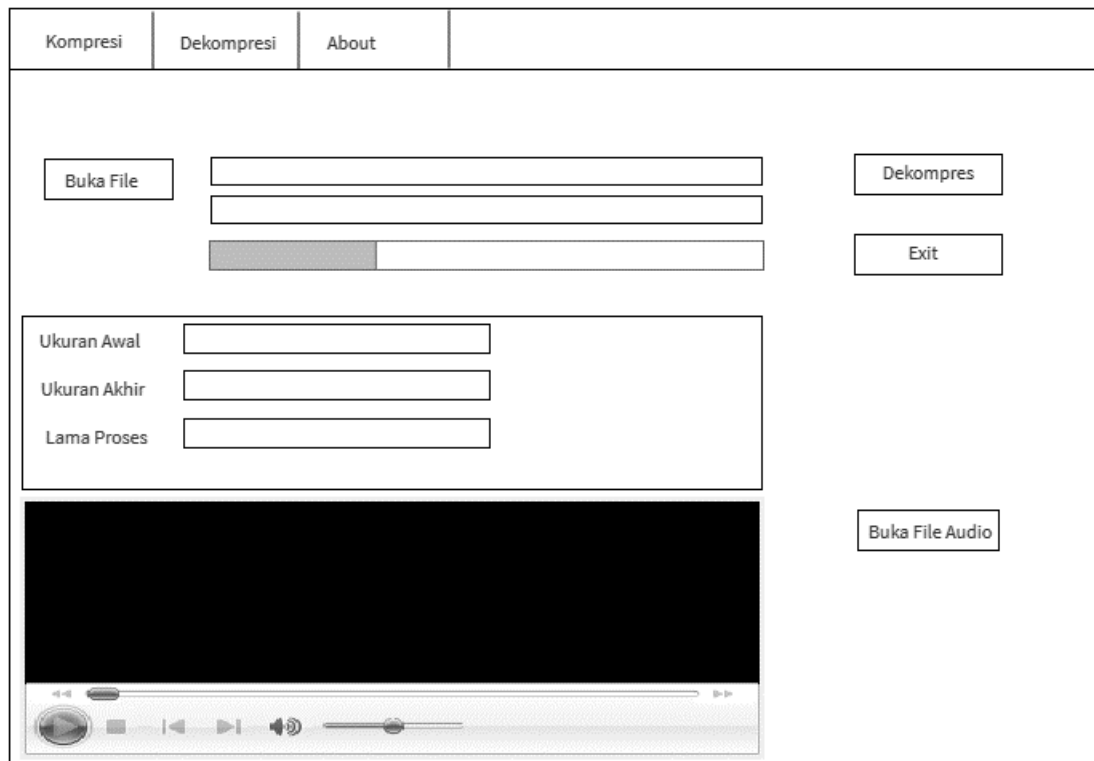 Kompresi
Dekompresi
About
Buka File
Dekompres
Exit
Ukuran Awal
Ukuran Akhir
Lama Proses
Buka File Audio